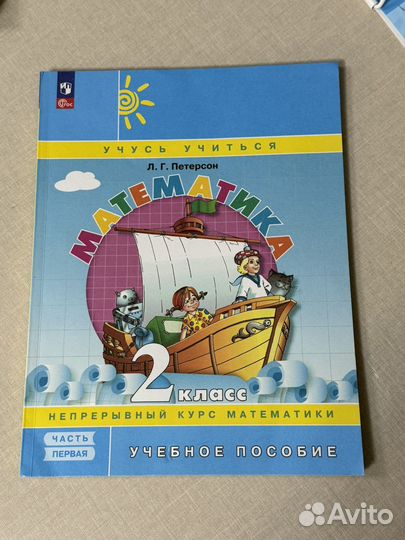 УЧУСЬ УЧИТЬСЯ
Л. Г. Петерсон
МАТЕМАТИКА
2 класс
НЕПРЕРЫВНЫЙ КУРС МАТЕМАТИКИ
ЧАСТЬ
ПЕРВАЯ
УЧЕБНОЕ ПОСОБИЕ
Avito